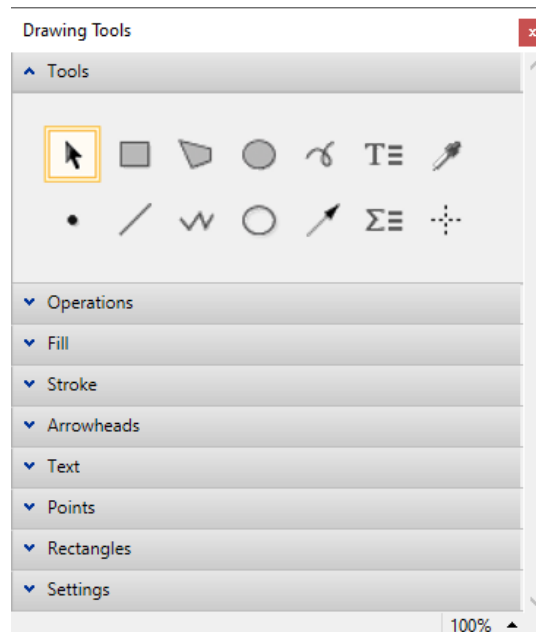 Drawing Tools
Tools
T
Σ
Operations
Fill
Stroke
Arrowheads
Text
Points
Rectangles
Settings
100%